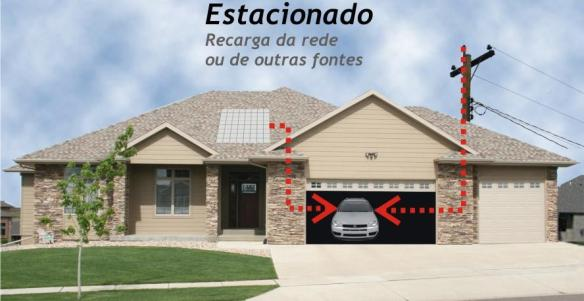 Estacionado
Recarga da rede
ou de outras fontes